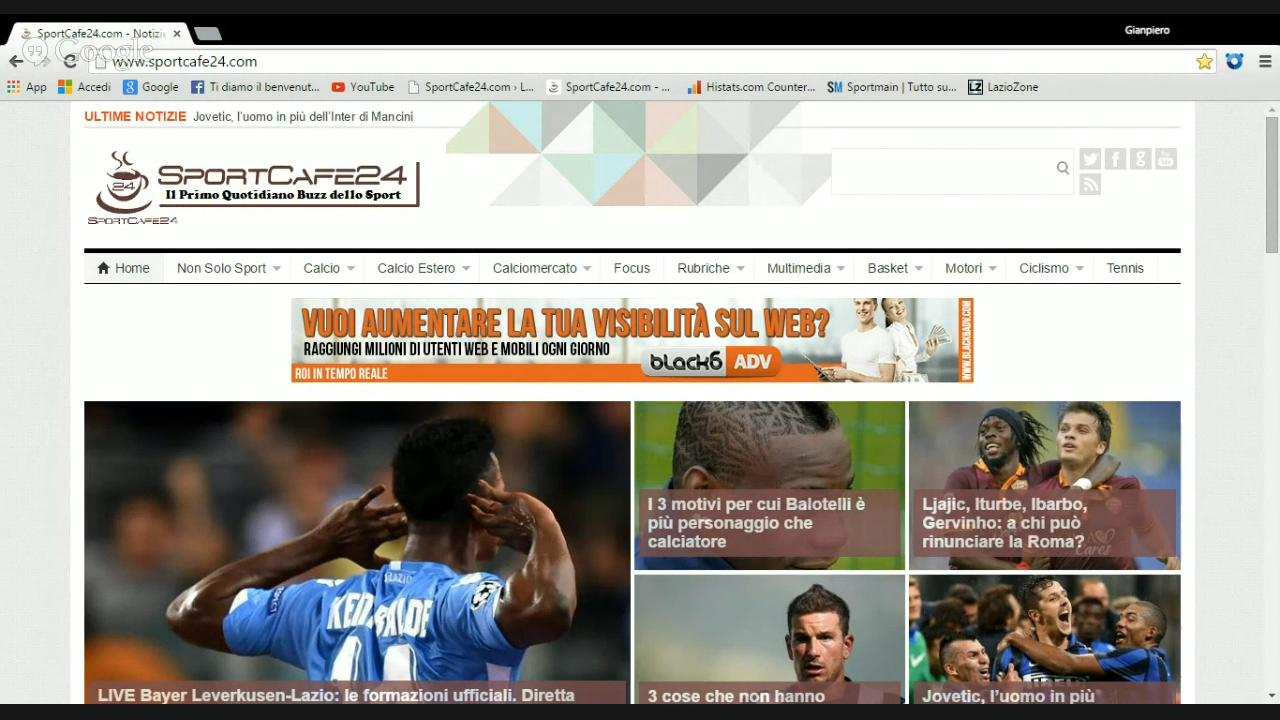 SportCafe24.com - Notizie
Gianpiero
Google
www.sportcafe24.com
App Accedi Google Ti diamo il benvenut... YouTube SportCafe24.com › L... SportCafe24.com - ... Histats.com Counter... SM Sportmain | Tutto su... LZ LazioZone
ULTIME NOTIZIE Jovetic, l'uomo in più dell'Inter di Mancini
24
SPORTCAFE24
Il Primo Quotidiano Buzz dello Sport
SPORTCAFE24
Home Non Solo Sport Calcio Calcio Estero Calciomercato Focus Rubriche Multimedia Basket Motori Ciclismo Tennis
VUOI AUMENTARE LA TUA VISIBILITÀ SUL WEB?
RAGGIUNGI MILIONI DI UTENTI WEB E MOBILI OGNI GIORNO
black6 ADV
ROI IN TEMPO REALE
WWW.BLACK6ADV.COM
I 3 motivi per cui Balotelli è
più personaggio che
calciatore
Ljajic, Iturbe, Ibarbo,
Gervinho: a chi può
rinunciare la Roma?
Cares
LIVE Bayer Leverkusen-Lazio: le formazioni ufficiali. Diretta
3 cose che non hanno
Jovetic, l'uomo in più